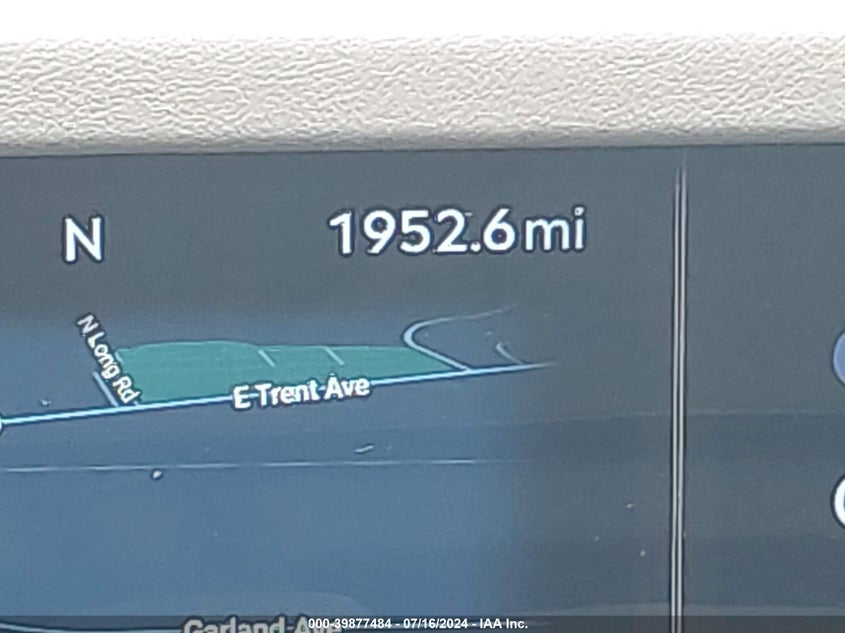 N 1952.6mi
N Long Rd
E Trent Ave
Garland Ave
000-39877484 - 07/16/2024 - IAA Inc.